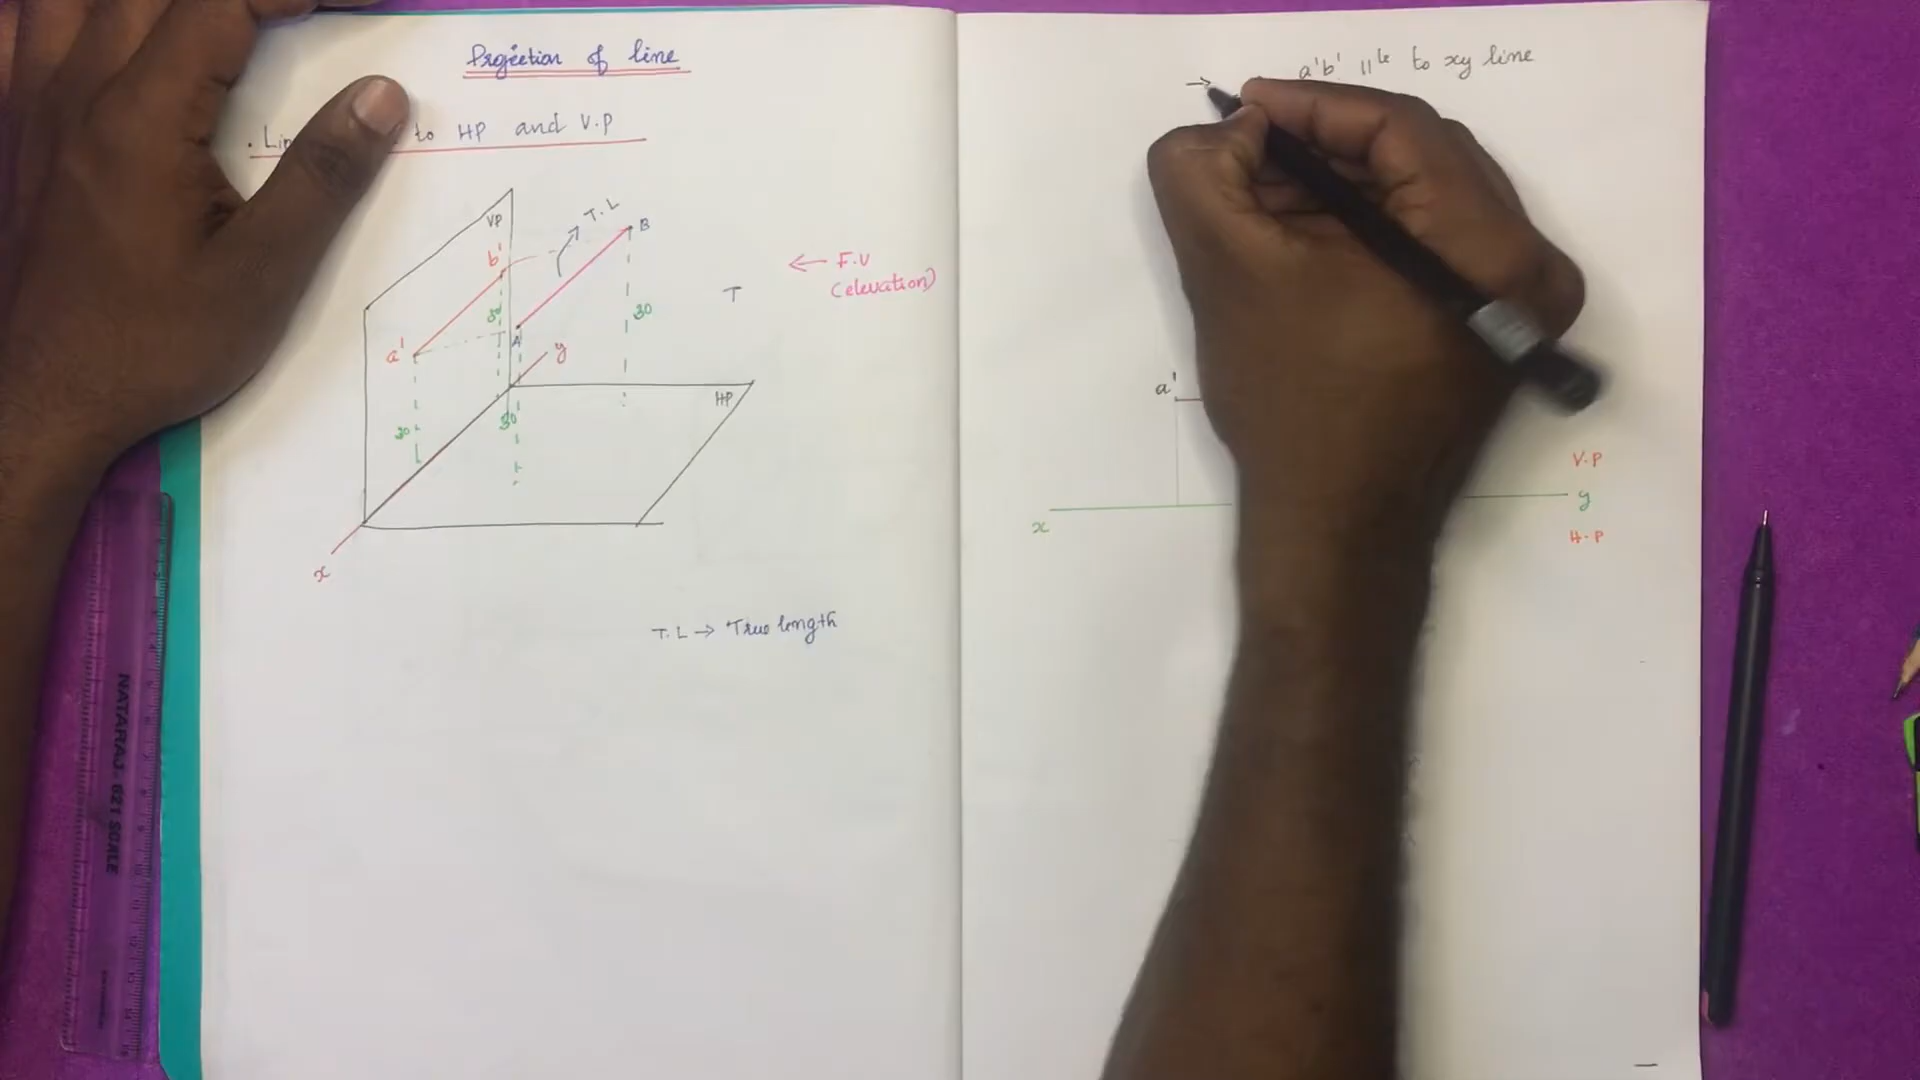 Projection of line
. to HP and V.P
VP
T.L
B
b'
F.V
(elevation)
T
30
30
A
y
a'
HP
30
30
x
T.L → True length
→ a'b' ||le to xy line
a'
V.P
y
x
H.P
NATARAJ-621 SCALE